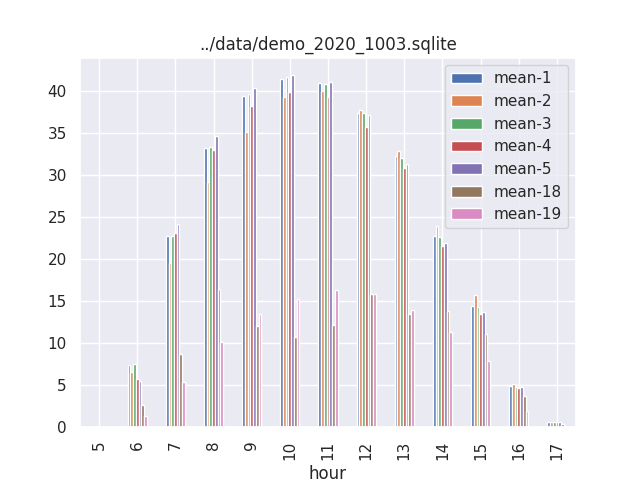 ../data/demo_2020_1003.sqlite
40
35
30
25
20
15
10
5
0
mean-1
mean-2
mean-3
mean-4
mean-5
mean-18
mean-19
5 6 7 8 9 10 11 12 13 14 15 16 17
hour